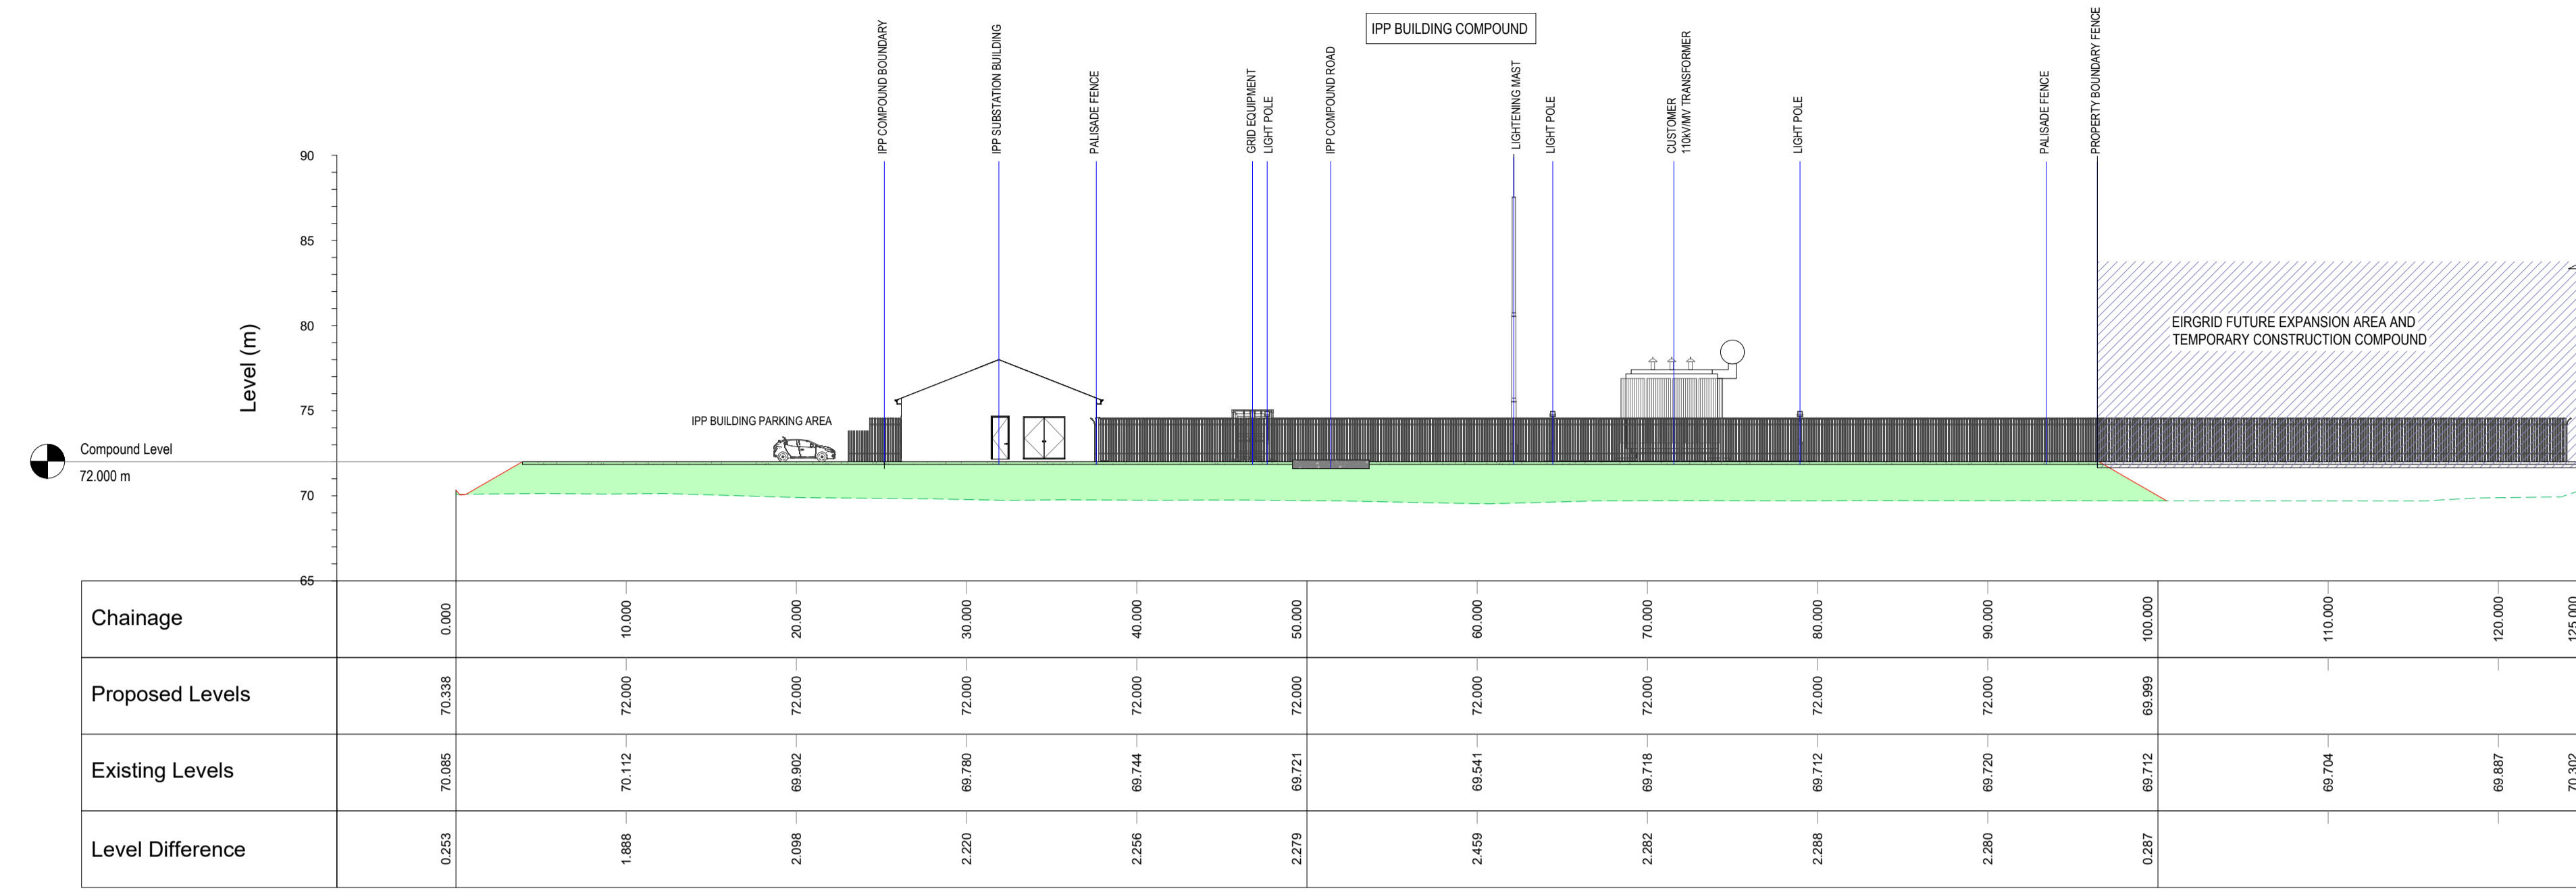 IPP BUILDING COMPOUND
IPP COMPOUND BOUNDARY
IPP SUBSTATION BUILDING
PALISADE FENCE
GRID EQUIPMENT
LIGHT POLE
IPP COMPOUND ROAD
LIGHTENING MAST
LIGHT POLE
CUSTOMER
110kV/MV TRANSFORMER
LIGHT POLE
PALISADE FENCE
PROPERTY BOUNDARY FENCE
Level (m)
90
85
80
75
70
65
EIRGRID FUTURE EXPANSION AREA AND
TEMPORARY CONSTRUCTION COMPOUND
IPP BUILDING PARKING AREA
Compound Level
72.000 m
Chainage 0.000 10.000 20.000 30.000 40.000 50.000 60.000 70.000 80.000 90.000 100.000 110.000 120.000 125.000
Proposed Levels 70.338 72.000 72.000 72.000 72.000 72.000 72.000 72.000 72.000 72.000 69.999
Existing Levels 70.085 70.112 69.902 69.780 69.744 69.721 69.541 69.718 69.712 69.720 69.712 69.704 69.887 70.302
Level Difference 0.253 1.888 2.098 2.220 2.256 2.279 2.459 2.282 2.288 2.280 0.287